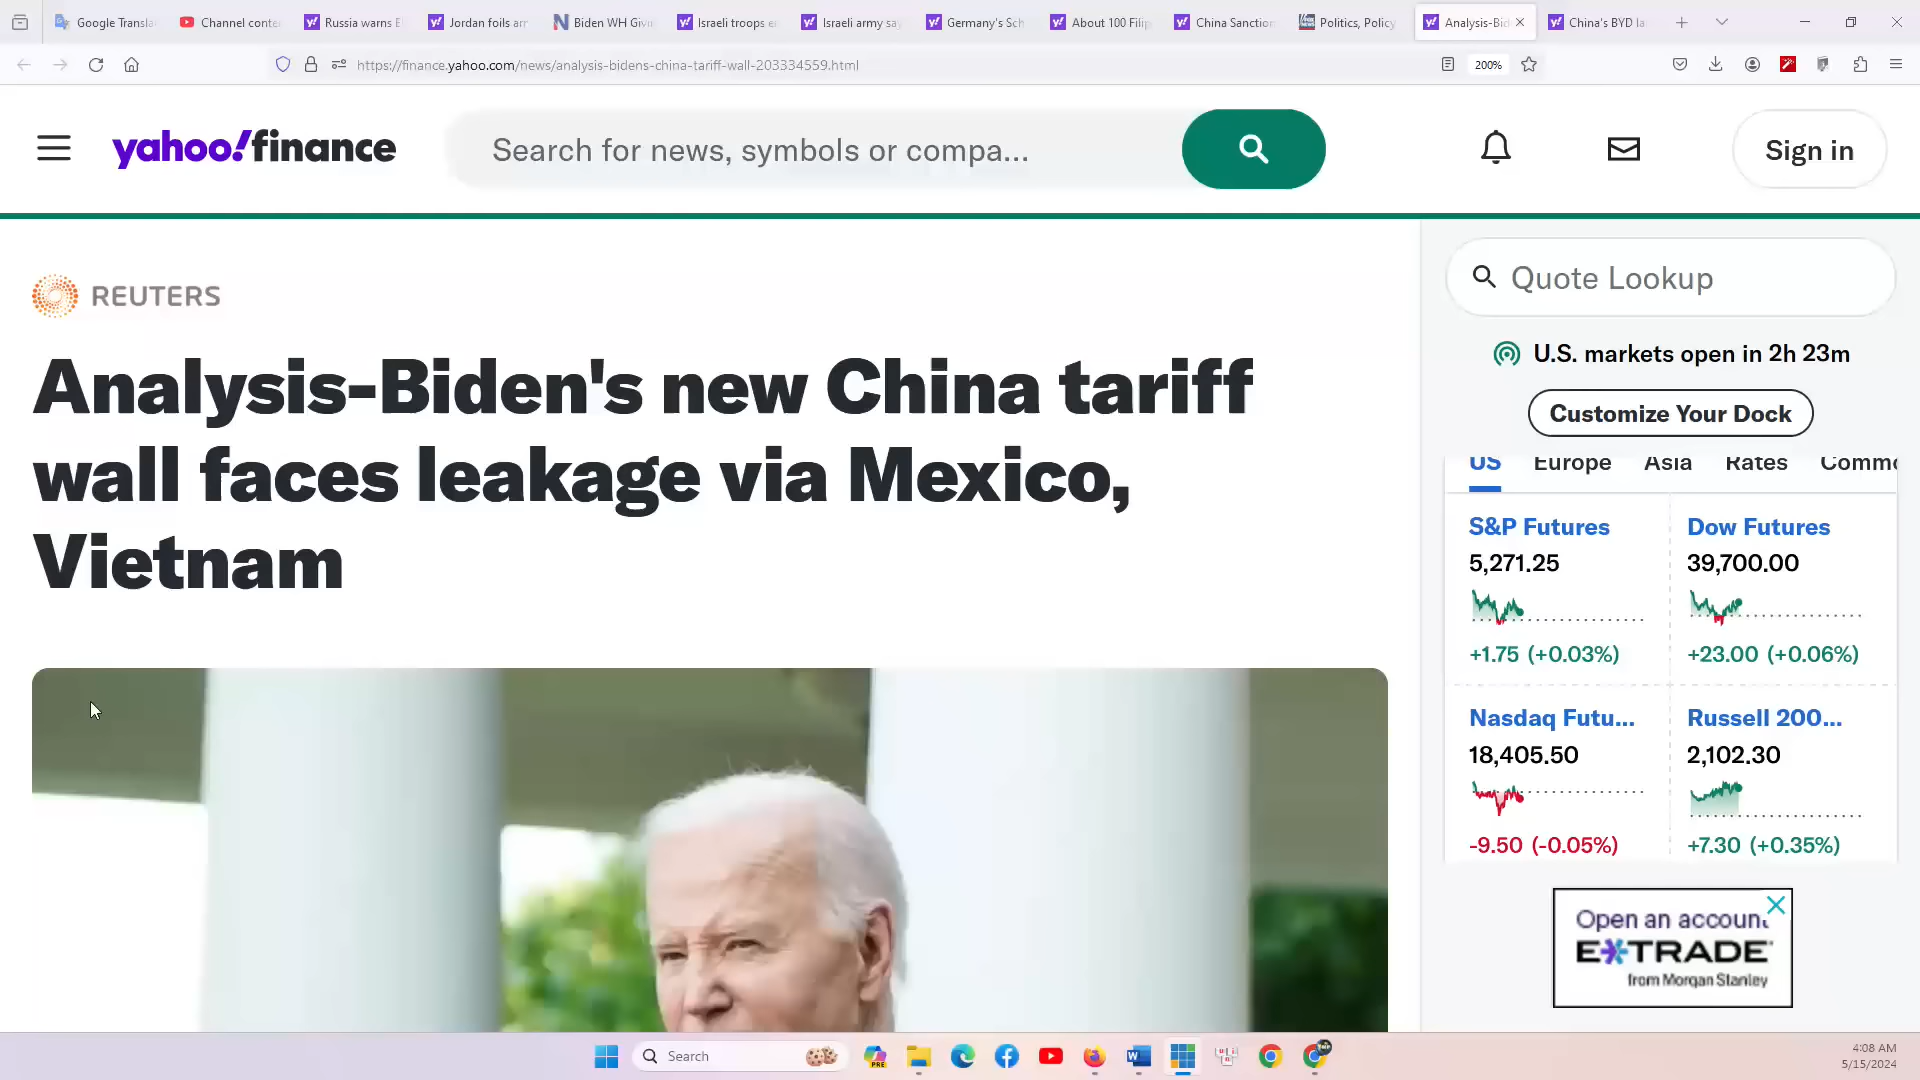 Google Transla
Channel conte
Russia warns E
Jordan foils arr
Biden WH Givi
Israeli troops e
Israeli army say
Germany's Sch
About 100 Filip
China Sanction
Politics, Policy
Analysis-Bid
China's BYD la
https://finance.yahoo.com/news/analysis-bidens-china-tariff-wall-203334559.html
200%
yahoo!finance
Search for news, symbols or compa...
Sign in
REUTERS
Analysis-Biden's new China tariff
wall faces leakage via Mexico,
Vietnam
Quote Lookup
U.S. markets open in 2h 23m
Customize Your Dock
US Europe Asia Rates Commo
S&P Futures
5,271.25
+1.75 (+0.03%)
Dow Futures
39,700.00
+23.00 (+0.06%)
Nasdaq Futu...
18,405.50
-9.50 (-0.05%)
Russell 200...
2,102.30
+7.30 (+0.35%)
Open an account
E*TRADE
from Morgan Stanley
Search
4:08 AM
5/15/2024